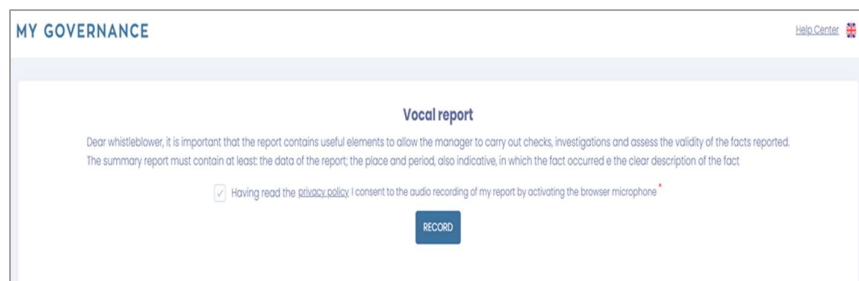 MY GOVERNANCE
Help Center
Vocal report
Dear whistleblower, it is important that the report contains useful elements to allow the manager to carry out checks, investigations and assess the validity of the facts reported.
The summary report must contain at least: the data of the report; the place and period, also indicative, in which the fact occurred e the clear description of the fact
Having read the privacy policy I consent to the audio recording of my report by activating the browser microphone *
RECORD